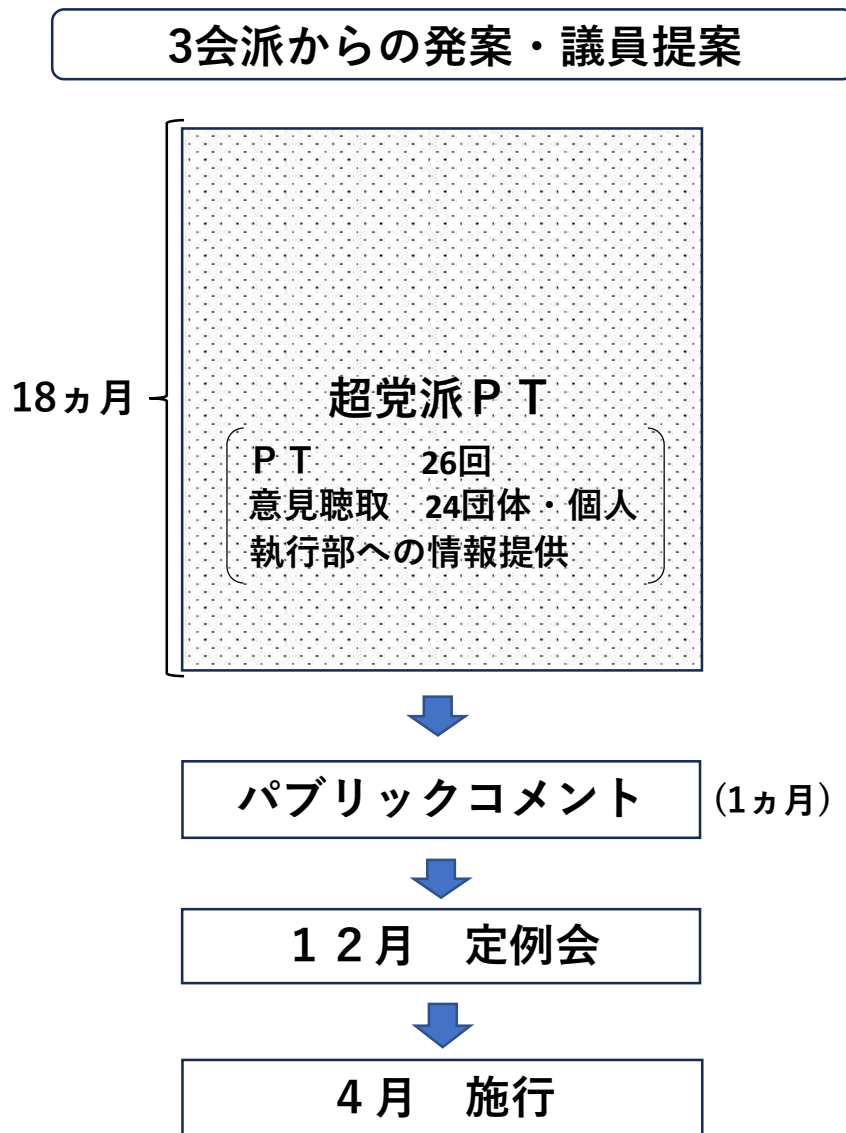 3会派からの発案・議員提案
18ヵ月
超党派ＰＴ
ＰＴ　26回
意見聴取　24団体・個人
執行部への情報提供
パブリックコメント
(1ヵ月)
１２月　定例会
４月　施行